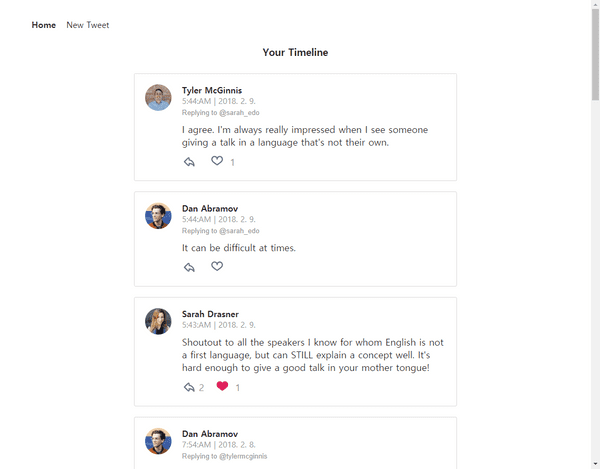 Home New Tweet
Your Timeline
Tyler McGinnis
5:44:AM | 2018. 2. 9.
Replying to @sarah_edo
I agree. I'm always really impressed when I see someone
giving a talk in a language that's not their own.
1
Dan Abramov
5:44:AM | 2018. 2. 9.
Replying to @sarah_edo
It can be difficult at times.
Sarah Drasner
5:43:AM | 2018. 2. 9.
Shoutout to all the speakers I know for whom English is not
a first language, but can STILL explain a concept well. It's
hard enough to give a good talk in your mother tongue!
2 1
Dan Abramov
7:54:AM | 2018. 2. 8.
Replying to @tylermcginnis